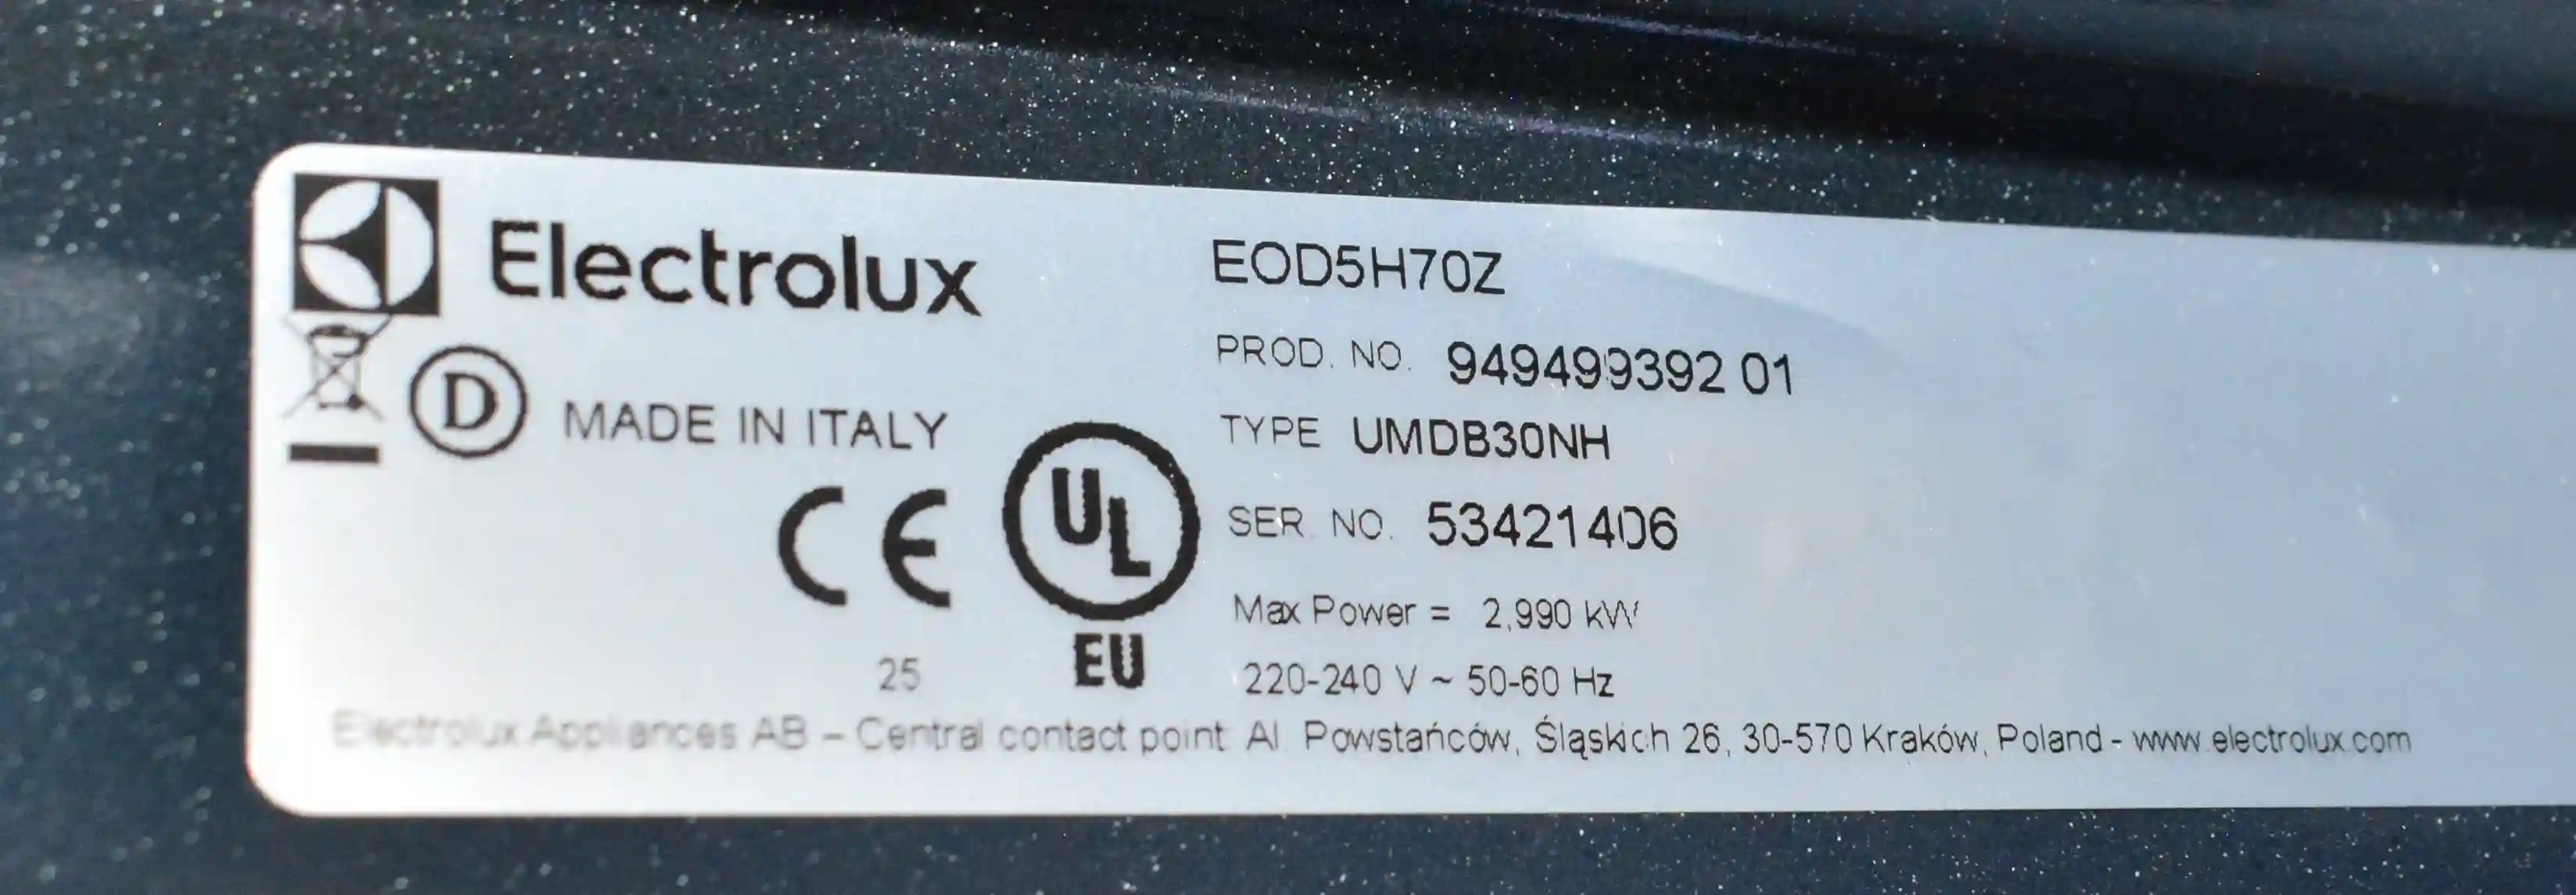 Electrolux
D MADE IN ITALY
CE
UL
EU
25
EOD5H70Z
PROD. NO. 949499392 01
TYPE UMDB30NH
SER. NO. 53421406
Max Power = 2,990 kW
220-240 V ~ 50-60 Hz
Electrolux Appliances AB – Central contact point Al. Powstańców, Śląskich 26, 30-570 Kraków, Poland - www.electrolux.com